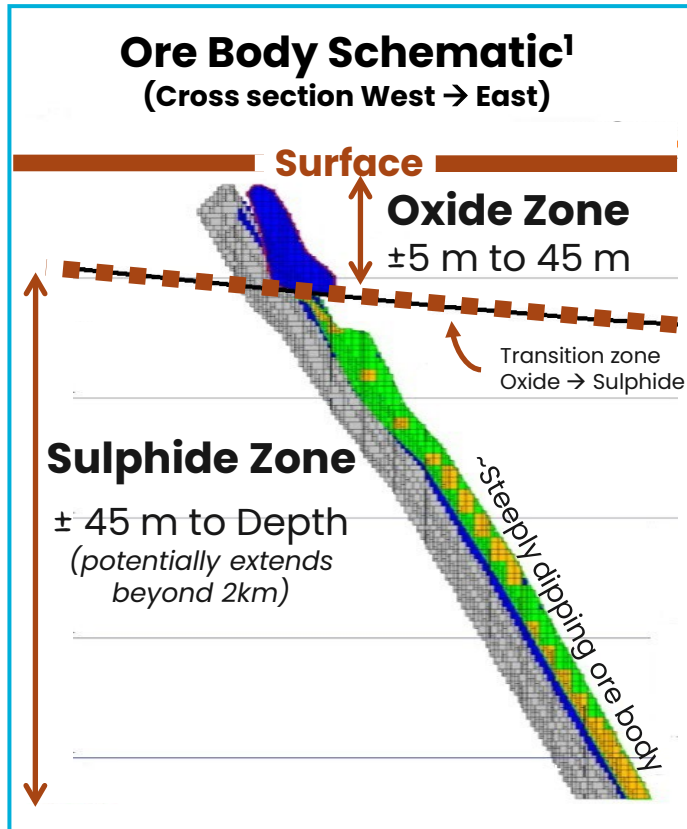 Ore Body Schematic¹
(Cross section West → East)
Surface
Oxide Zone
±5 m to 45 m
Transition zone
Oxide → Sulphide
Sulphide Zone
± 45 m to Depth
(potentially extends
beyond 2km)
~Steeply dipping ore body